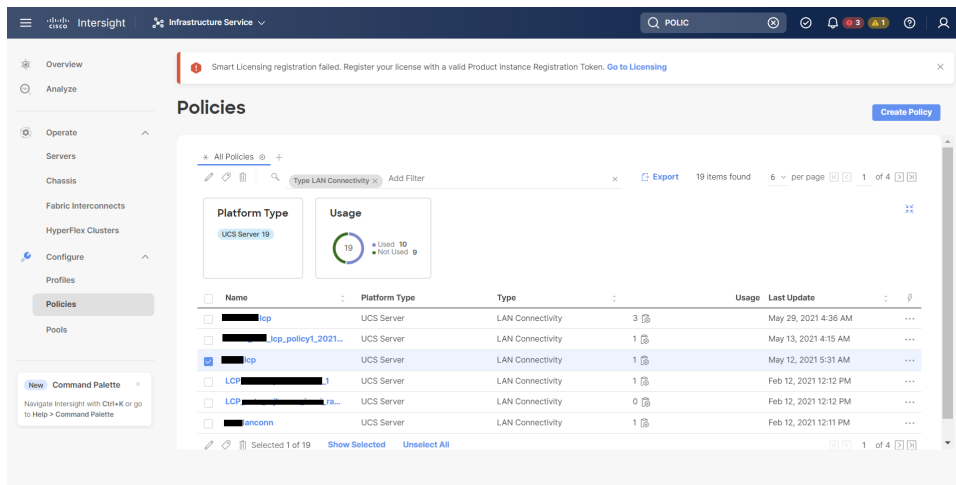 cisco Intersight Infrastructure Service POLIC 3 1
Overview
Analyze
Operate
Servers
Chassis
Fabric Interconnects
HyperFlex Clusters
Configure
Profiles
Policies
Pools
New Command Palette
Navigate Intersight with Ctrl+K or go
to Help > Command Palette
Smart Licensing registration failed. Register your license with a valid Product instance Registration Token. Go to Licensing
Policies
Create Policy
All Policies
Type LAN Connectivity Add Filter Export 19 items found 6 per page 1 of 4
Platform Type
UCS Server 19
Usage
19
Used 10
Not Used 9
Name Platform Type Type Usage Last Update
lcp UCS Server LAN Connectivity 3 May 29, 2021 4:36 AM
_lcp_policy1_2021... UCS Server LAN Connectivity 1 May 13, 2021 4:15 AM
lcp UCS Server LAN Connectivity 1 May 12, 2021 5:31 AM
LCP _1 UCS Server LAN Connectivity 1 Feb 12, 2021 12:12 PM
LCP ra... UCS Server LAN Connectivity 0 Feb 12, 2021 12:12 PM
lanconn UCS Server LAN Connectivity 1 Feb 12, 2021 12:11 PM
Selected 1 of 19 Show Selected Unselect All 1 of 4